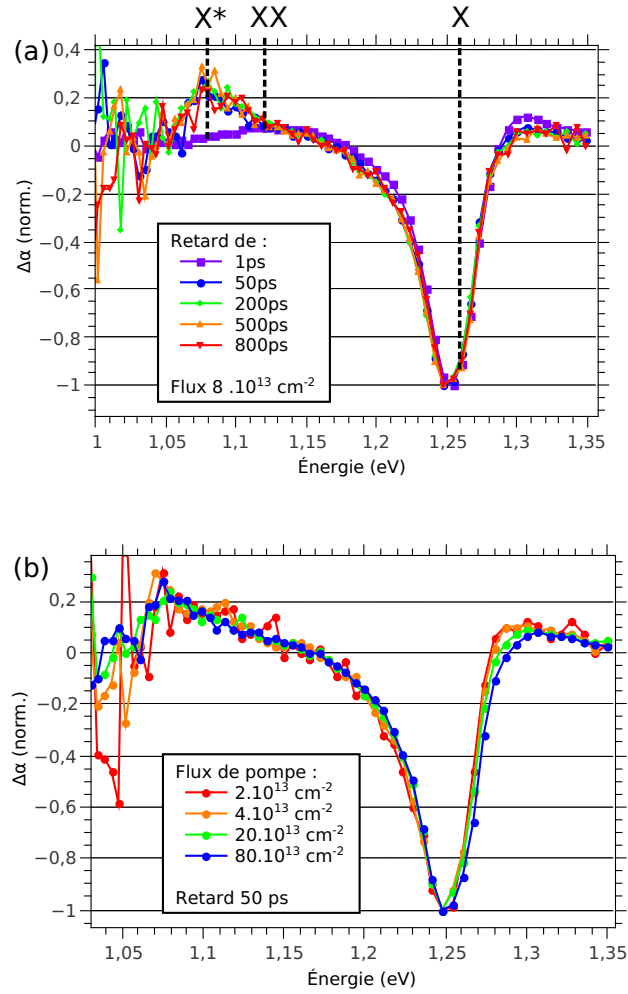 X* XX X
(a)
0,4
0,2
0
−0,2
−0,4
−0,6
−0,8
−1
Δα (norm.)
Retard de :
1ps
50ps
200ps
500ps
800ps
Flux 8 .10¹³ cm⁻²
1 1,05 1,1 1,15 1,2 1,25 1,3 1,35
Énergie (eV)
(b)
0,2
0
−0,2
−0,4
−0,6
−0,8
−1
Δα (norm.)
Flux de pompe :
2.10¹³ cm⁻²
4.10¹³ cm⁻²
20.10¹³ cm⁻²
80.10¹³ cm⁻²
Retard 50 ps
1,05 1,1 1,15 1,2 1,25 1,3 1,35
Énergie (eV)